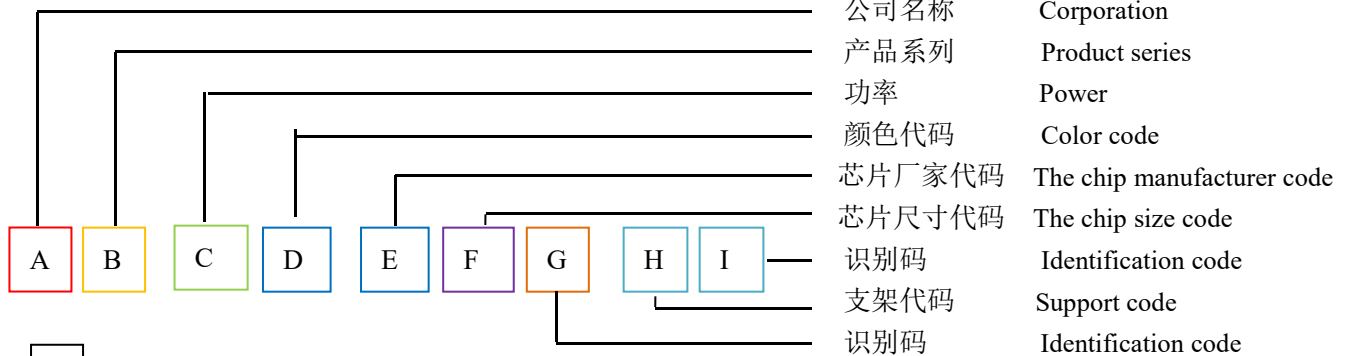 公司名称 Corporation
产品系列 Product series
功率 Power
颜色代码 Color code
芯片厂家代码 The chip manufacturer code
芯片尺寸代码 The chip size code
A B C D E F G H I 识别码 Identification code
支架代码 Support code
识别码 Identification code